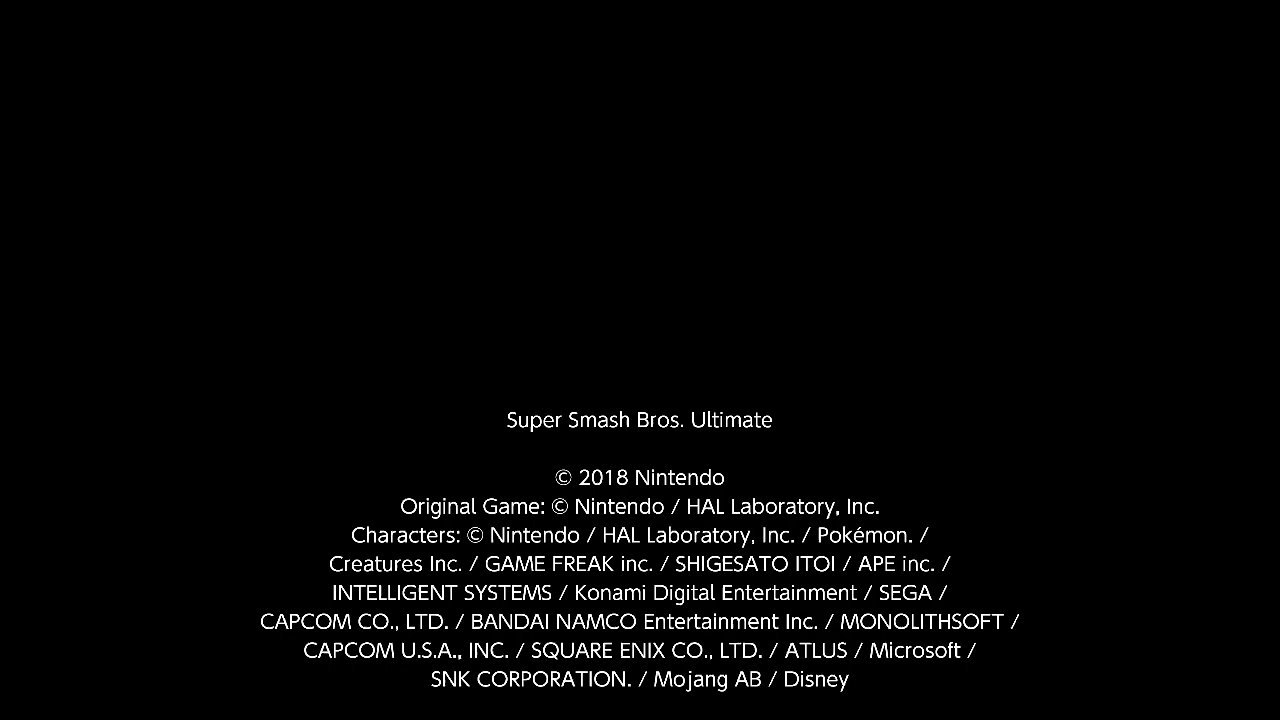 Super Smash Bros. Ultimate
© 2018 Nintendo
Original Game: © Nintendo / HAL Laboratory, Inc.
Characters: © Nintendo / HAL Laboratory, Inc. / Pokémon. /
Creatures Inc. / GAME FREAK inc. / SHIGESATO ITOI / APE inc. /
INTELLIGENT SYSTEMS / Konami Digital Entertainment / SEGA /
CAPCOM CO., LTD. / BANDAI NAMCO Entertainment Inc. / MONOLITHSOFT /
CAPCOM U.S.A., INC. / SQUARE ENIX CO., LTD. / ATLUS / Microsoft /
SNK CORPORATION. / Mojang AB / Disney